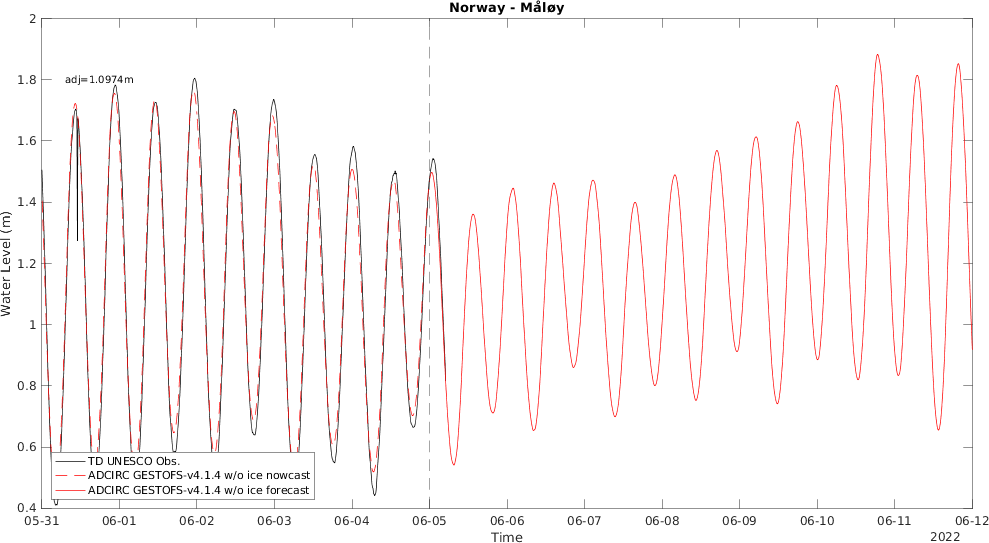 Norway - Måløy
adj=1.0974m
Water Level (m)
2
1.8
1.6
1.4
1.2
1
0.8
0.6
0.4
TD UNESCO Obs.
ADCIRC GESTOFS-v4.1.4 w/o ice nowcast
ADCIRC GESTOFS-v4.1.4 w/o ice forecast
05-31 06-01 06-02 06-03 06-04 06-05 06-06 06-07 06-08 06-09 06-10 06-11 06-12
Time
2022